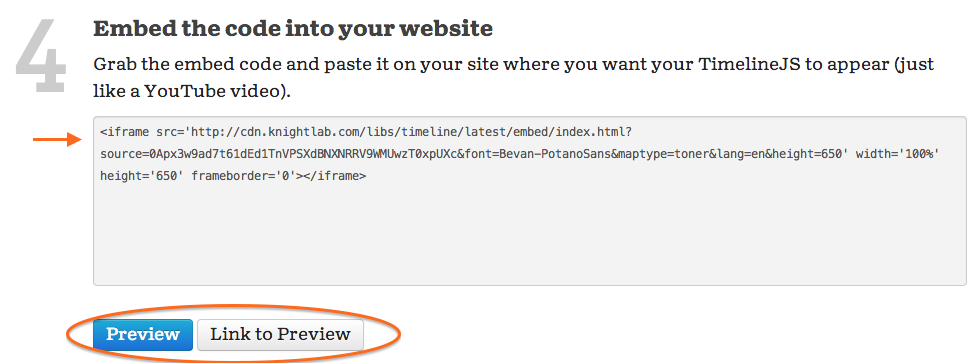 4
Embed the code into your website
Grab the embed code and paste it on your site where you want your TimelineJS to appear (just
like a YouTube video).
<iframe src='http://cdn.knightlab.com/libs/timeline/latest/embed/index.html?
source=0Apx3w9ad7t61dEd1TnVPSXdBNXNRRV9WMUwzT0xpUXc&font=Bevan-PotanoSans&maptype=toner&lang=en&height=650' width='100%'
height='650' frameborder='0'></iframe>
Preview
Link to Preview